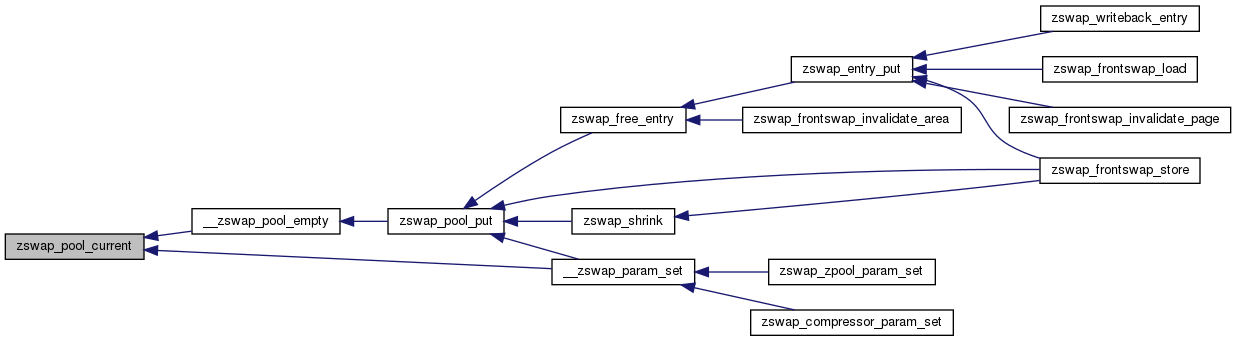 zswap_writeback_entry
zswap_entry_put
zswap_frontswap_load
zswap_free_entry
zswap_frontswap_invalidate_area
zswap_frontswap_invalidate_page
zswap_frontswap_store
__zswap_pool_empty
zswap_pool_put
zswap_shrink
zswap_pool_current
__zswap_param_set
zswap_zpool_param_set
zswap_compressor_param_set